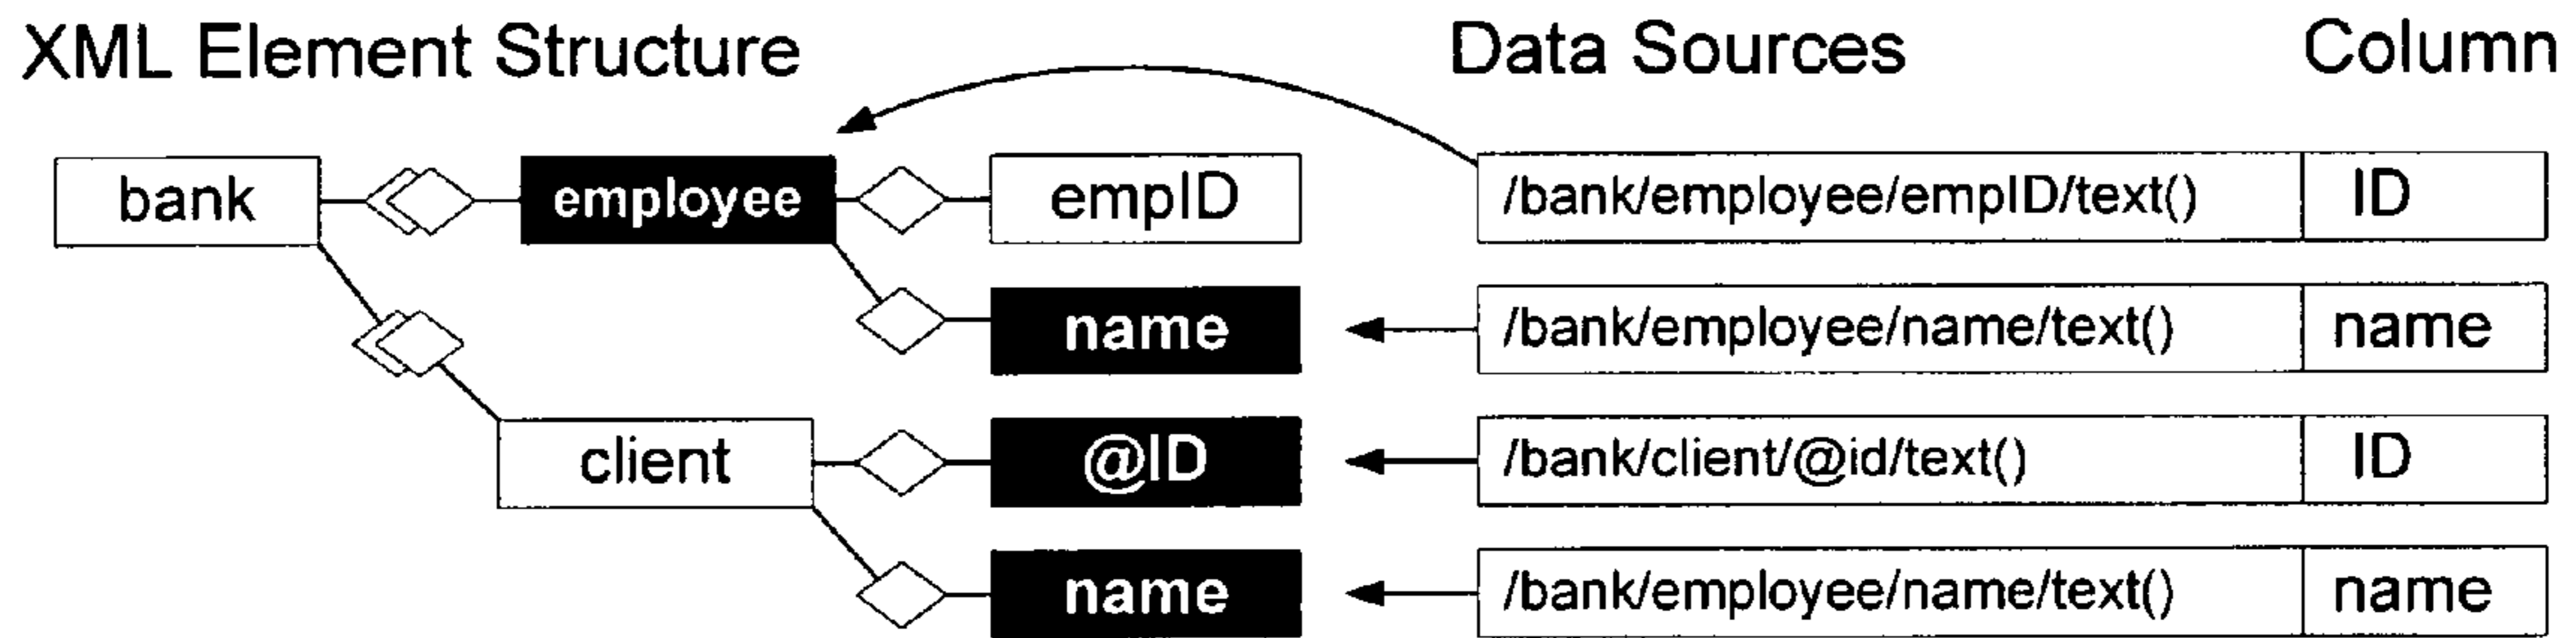 XML Element Structure Data Sources Column
bank employee empID /bank/employee/empID/text() ID
name /bank/employee/name/text() name
client @ID /bank/client/@id/text() ID
name /bank/employee/name/text() name